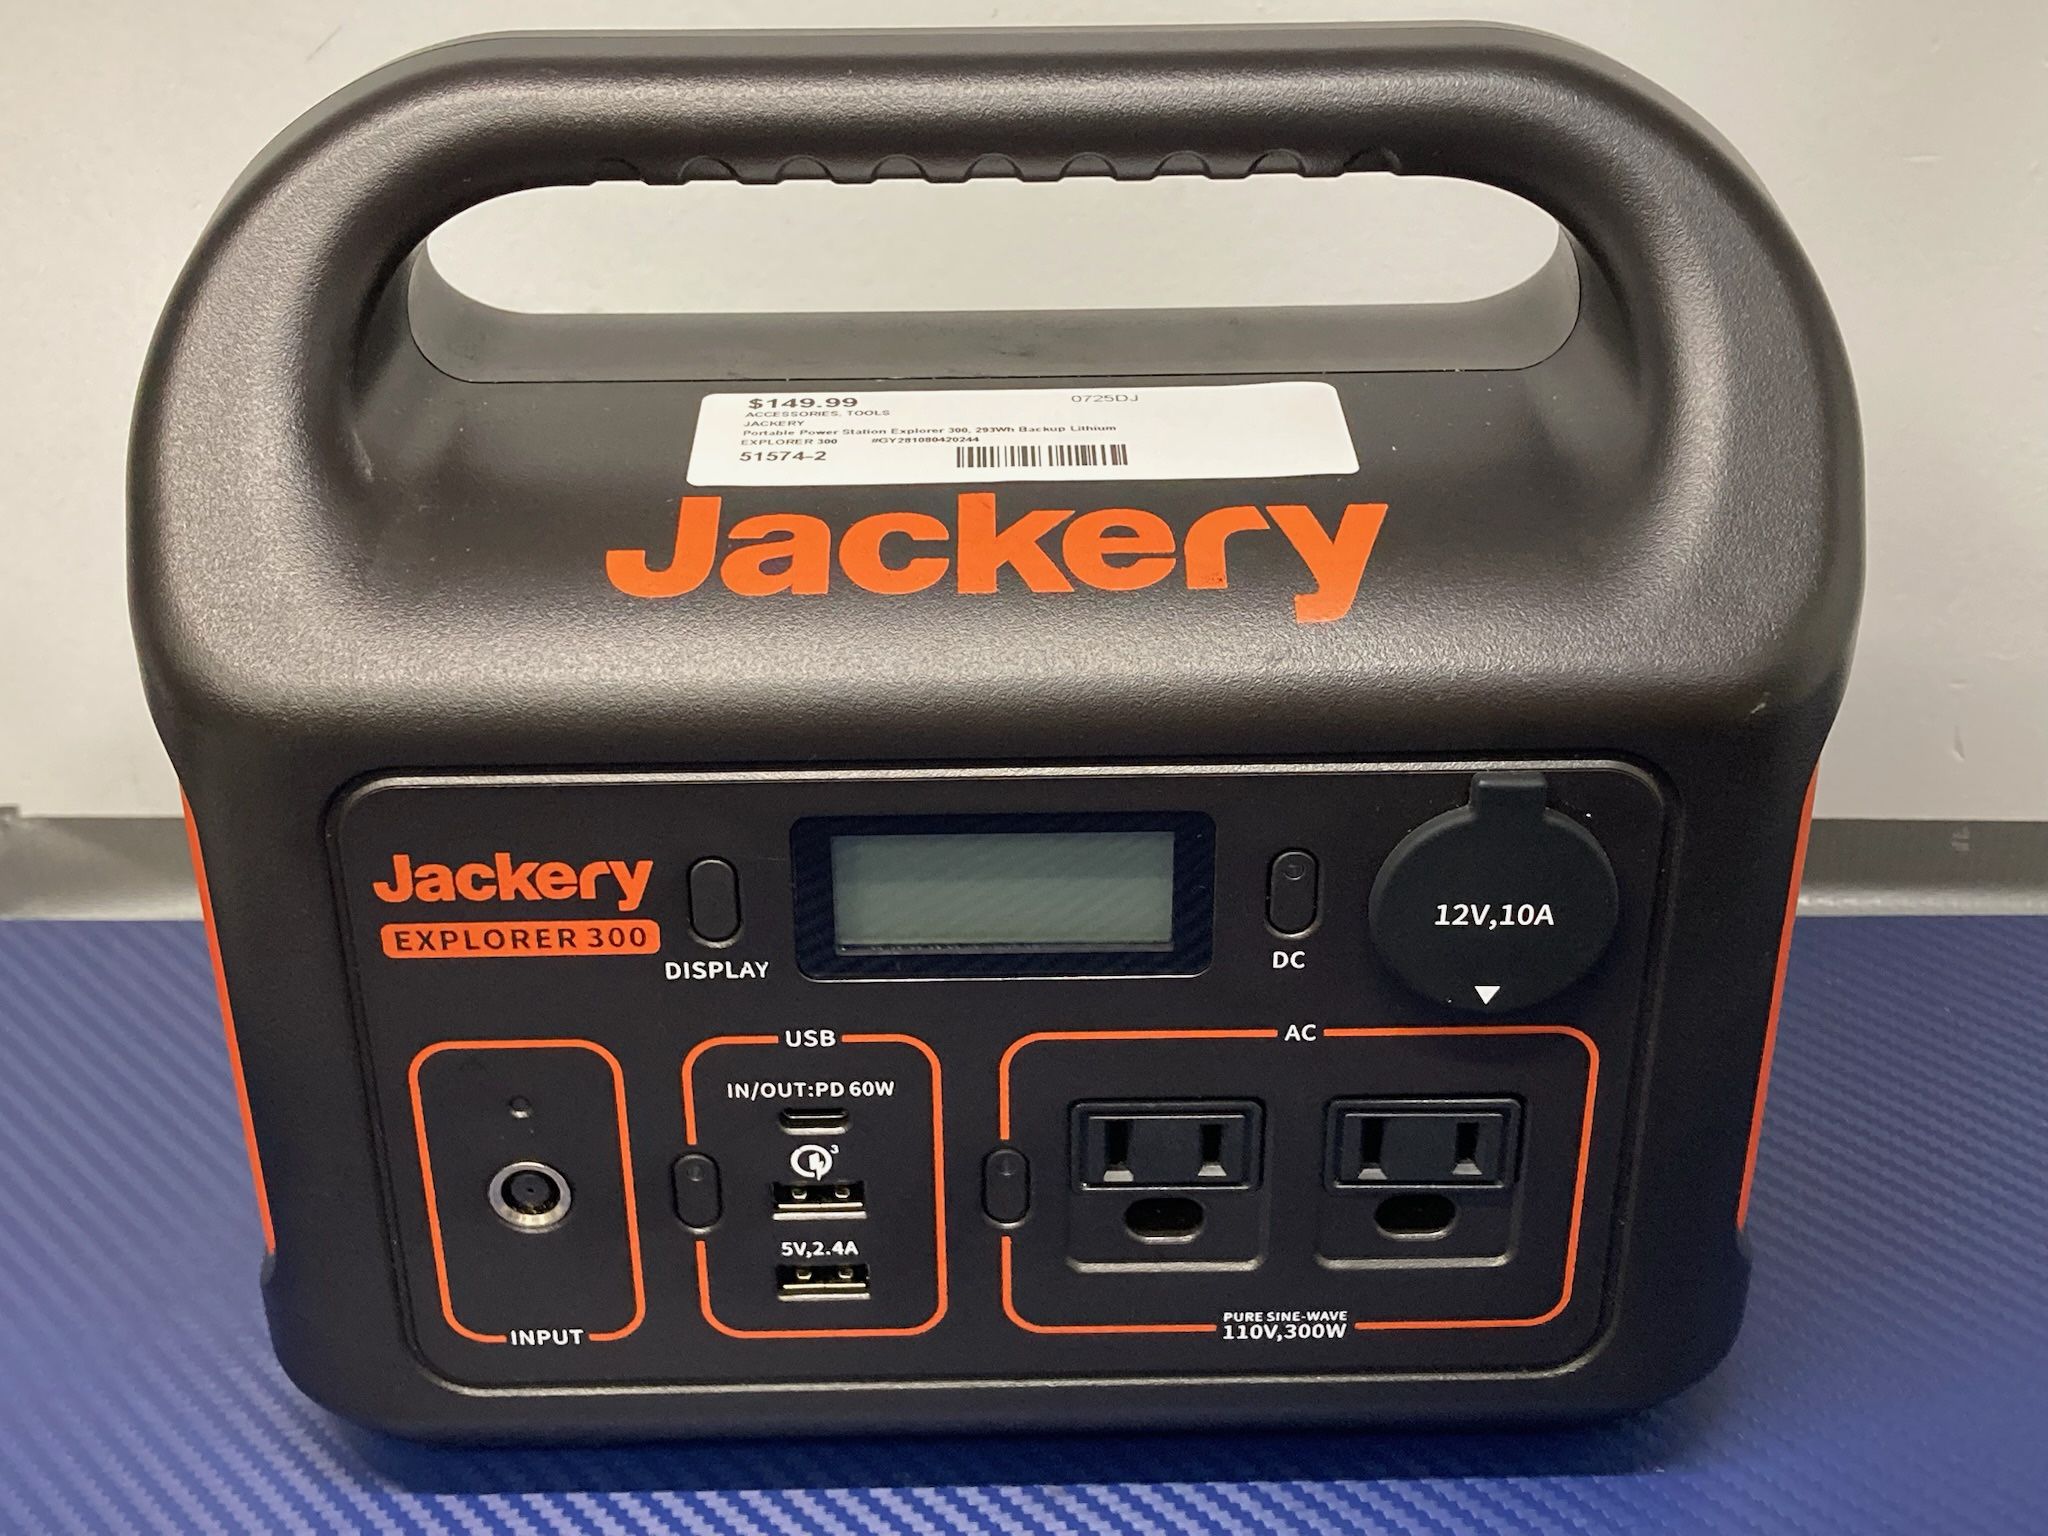 $149.99 0725DJ
ACCESSORIES, TOOLS
JACKERY
Portable Power Station Explorer 300, 293Wh Backup Lithium
EXPLORER 300 #GY281080420244
51574-2
Jackery
Jackery
EXPLORER 300
DISPLAY
DC
12V,10A
USB
AC
IN/OUT:PD 60W
3
5V,2.4A
INPUT
PURE SINE-WAVE
110V,300W